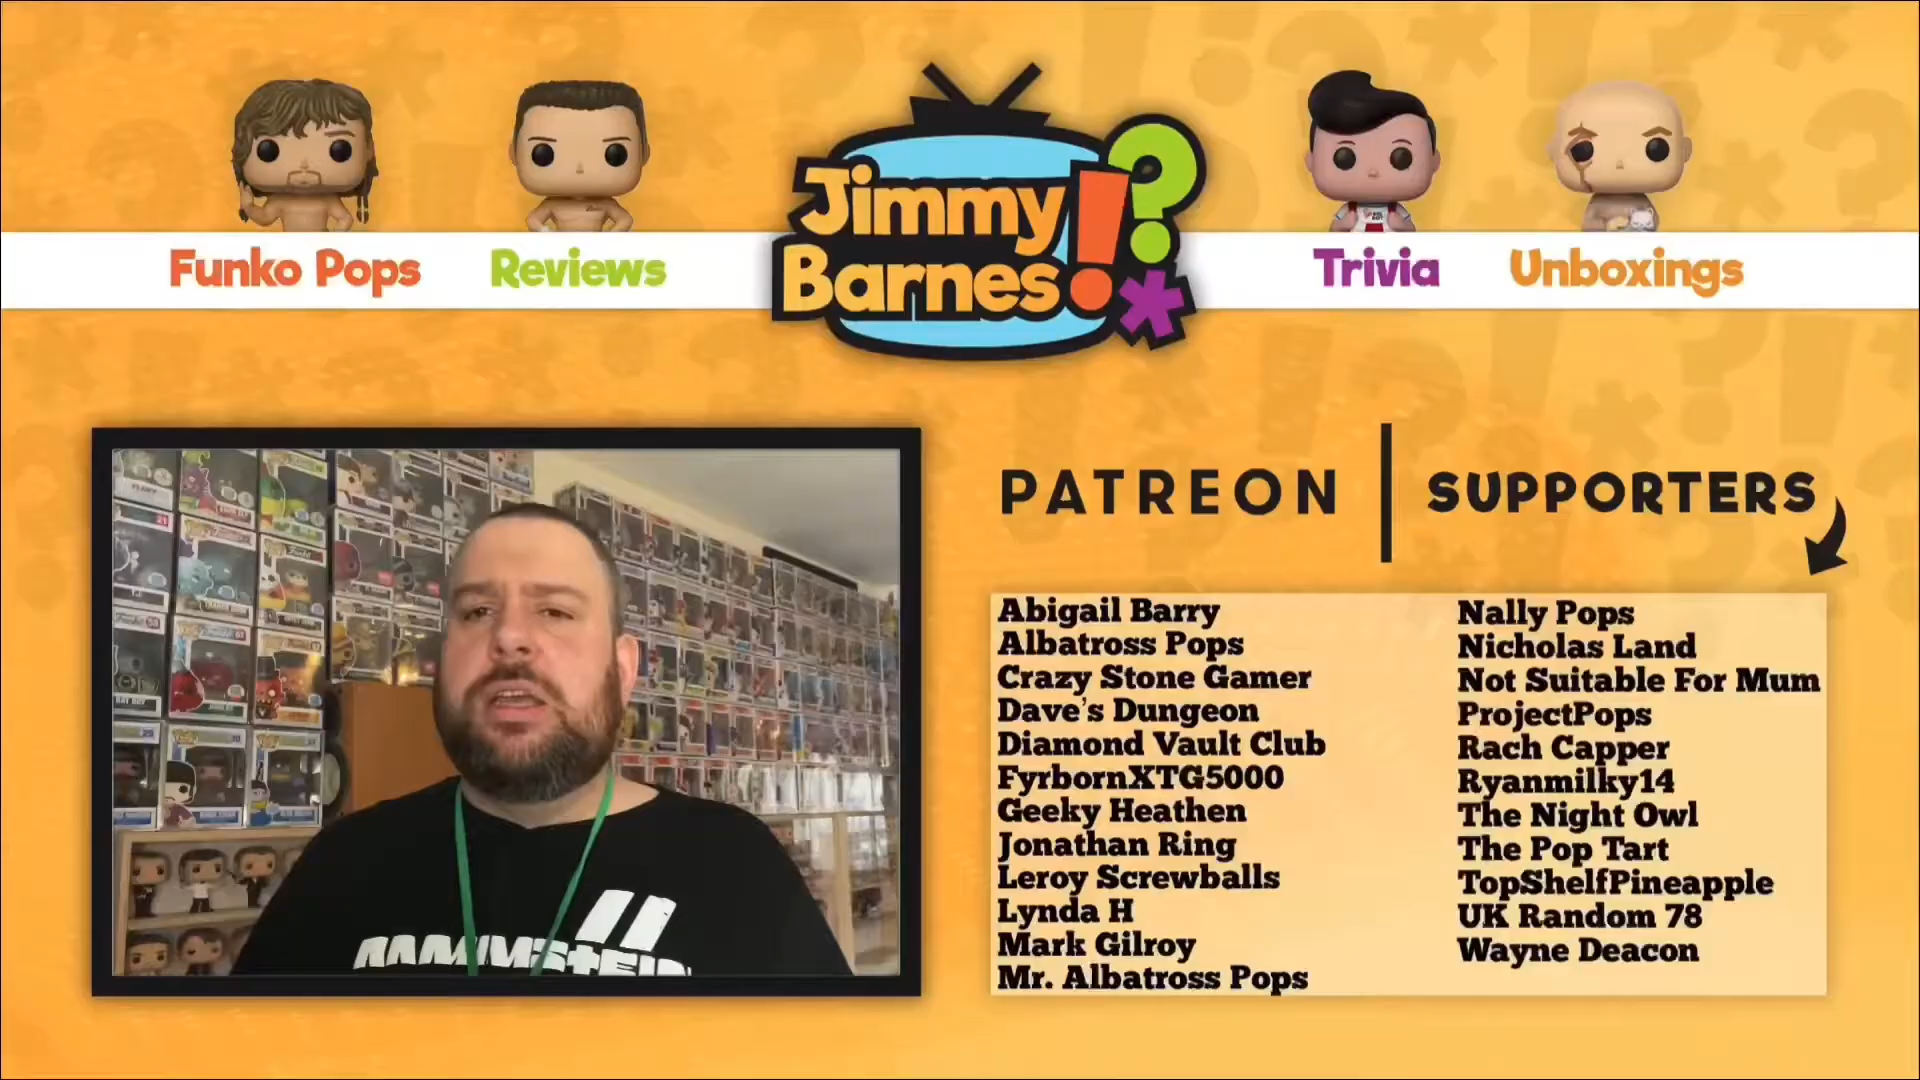 Jimmy
Barnes!?*
Funko Pops
Reviews
Trivia
Unboxings
PATREON
SUPPORTERS
Abigail Barry
Albatross Pops
Crazy Stone Gamer
Dave's Dungeon
Diamond Vault Club
FyrbornXTG5000
Geeky Heathen
Jonathan Ring
Leroy Screwballs
Lynda H
Mark Gilroy
Mr. Albatross Pops
Nally Pops
Nicholas Land
Not Suitable For Mum
ProjectPops
Rach Capper
Ryanmilky14
The Night Owl
The Pop Tart
TopShelfPineapple
UK Random 78
Wayne Deacon
RAMMSTEIN